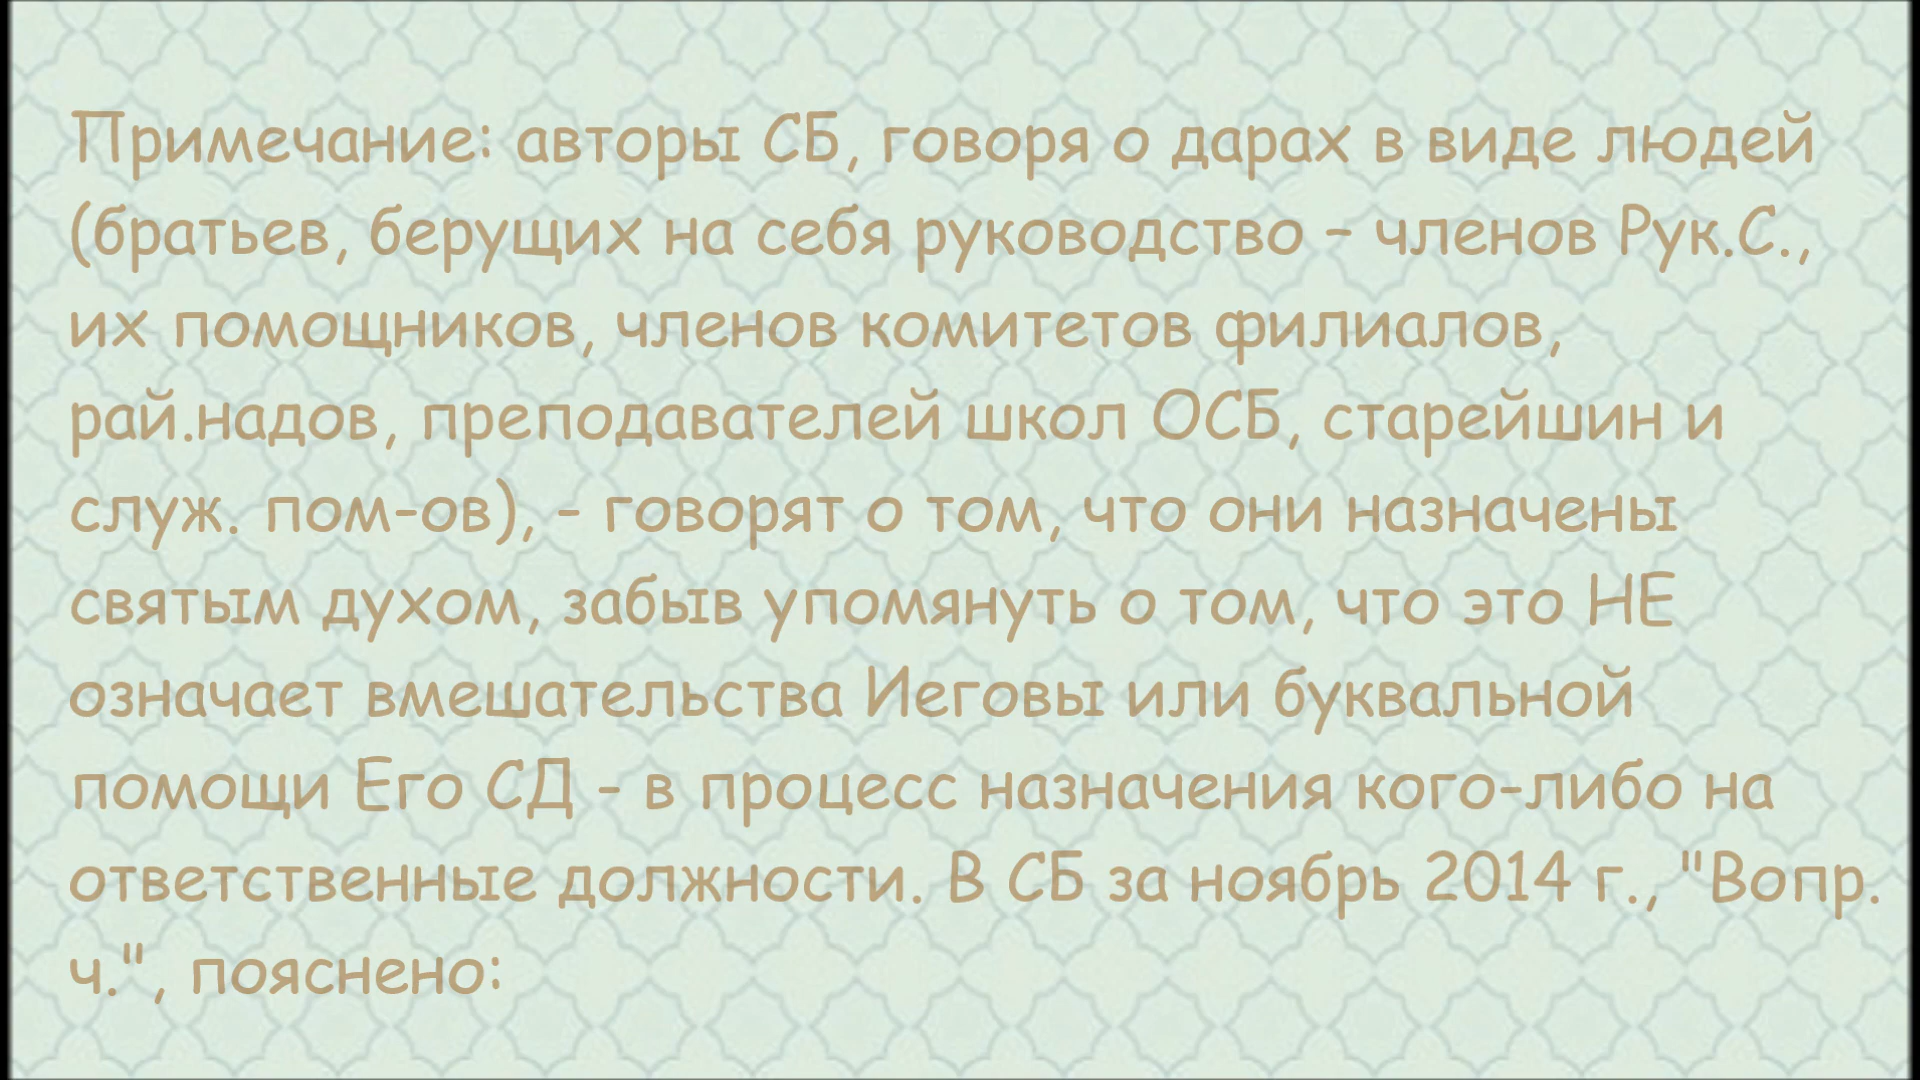 Примечание: авторы СБ, говоря о дарах в виде людей
(братьев, берущих на себя руководство – членов Рук.С.,
их помощников, членов комитетов филиалов,
рай.надов, преподавателей школ ОСБ, старейшин и
служ. пом-ов), - говорят о том, что они назначены
святым духом, забыв упомянуть о том, что это НЕ
означает вмешательства Иеговы или буквальной
помощи Его СД - в процесс назначения кого-либо на
ответственные должности. В СБ за ноябрь 2014 г., "Вопр.
ч.", пояснено: